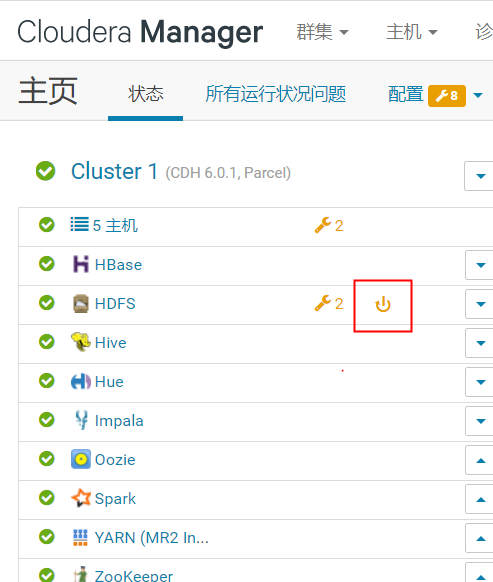 Cloudera Manager 群集 主机 诊
主页 状态 所有运行状况问题 配置 8
Cluster 1 (CDH 6.0.1, Parcel)
5 主机 2
HBase
HDFS 2
Hive
Hue
Impala
Oozie
Spark
YARN (MR2 In...
ZooKeeper